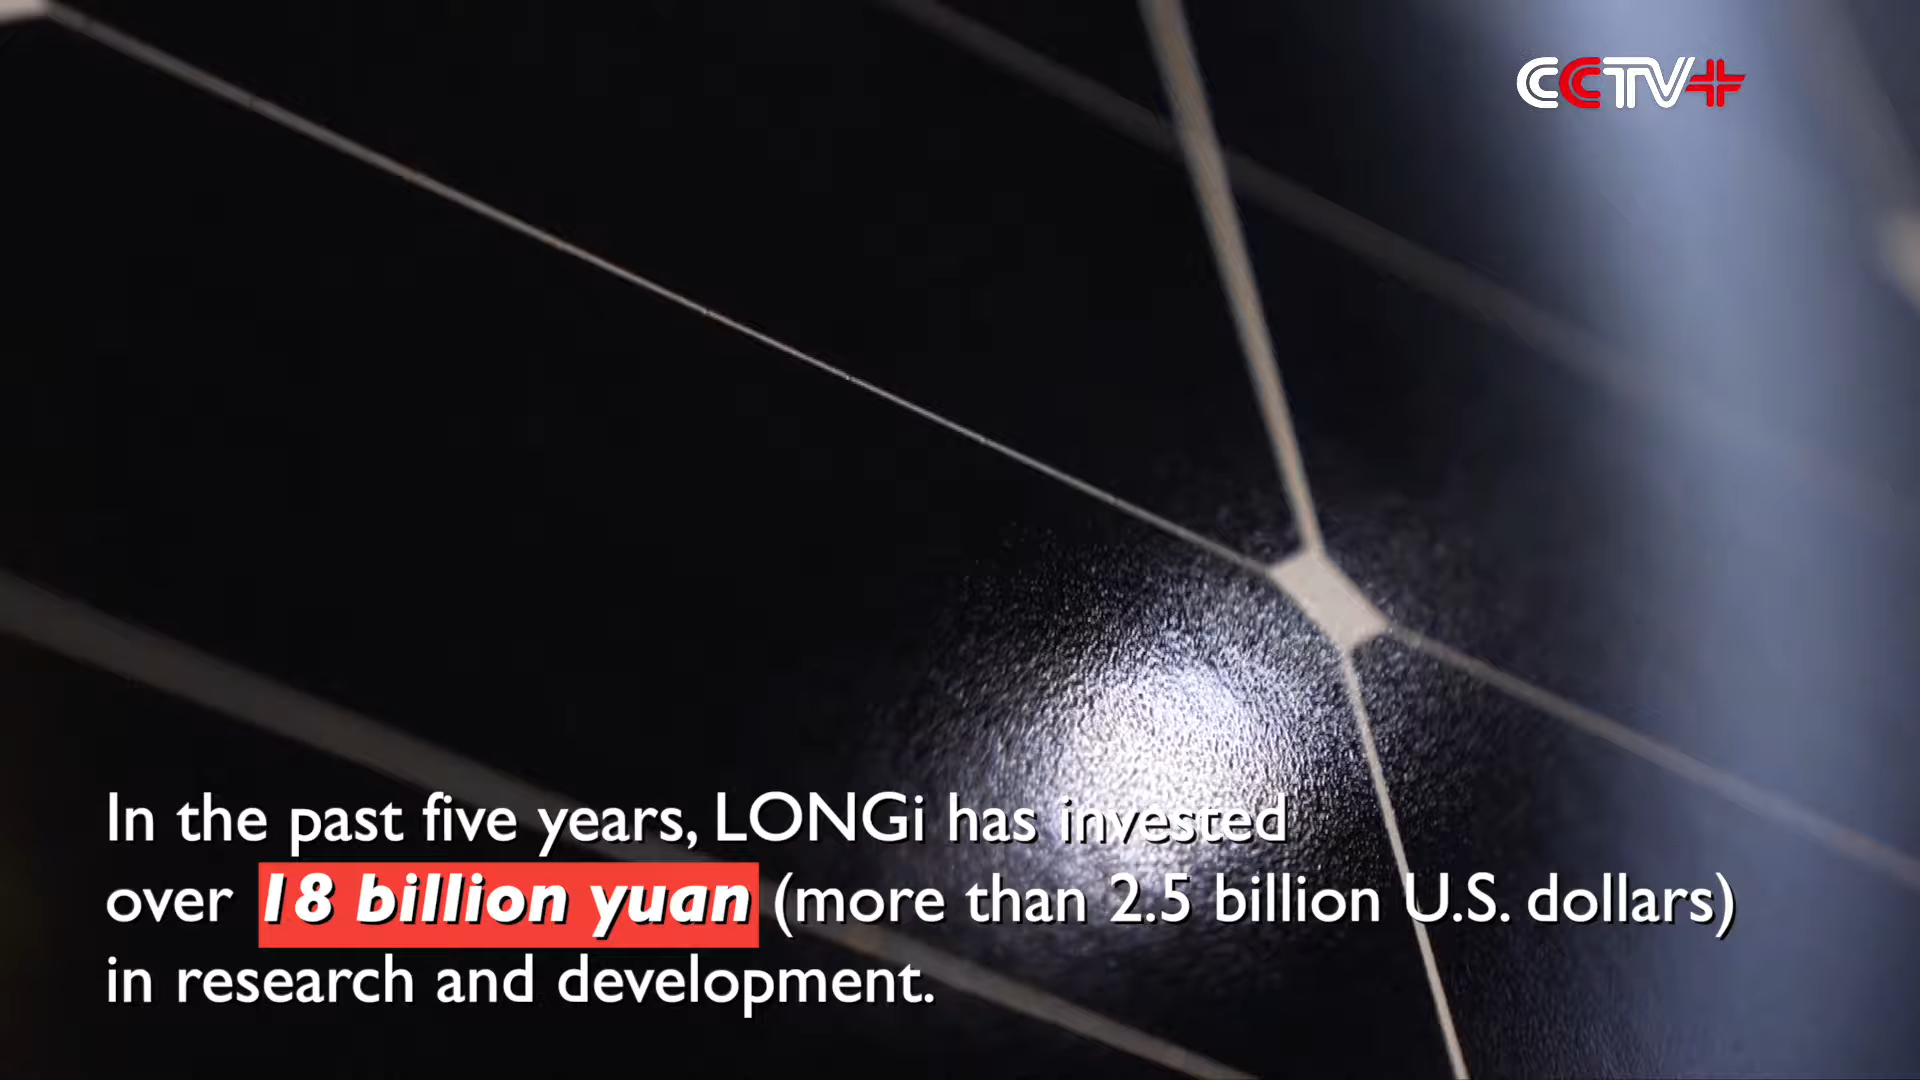 CCTV+
In the past five years, LONGi has invested
over 18 billion yuan (more than 2.5 billion U.S. dollars)
in research and development.